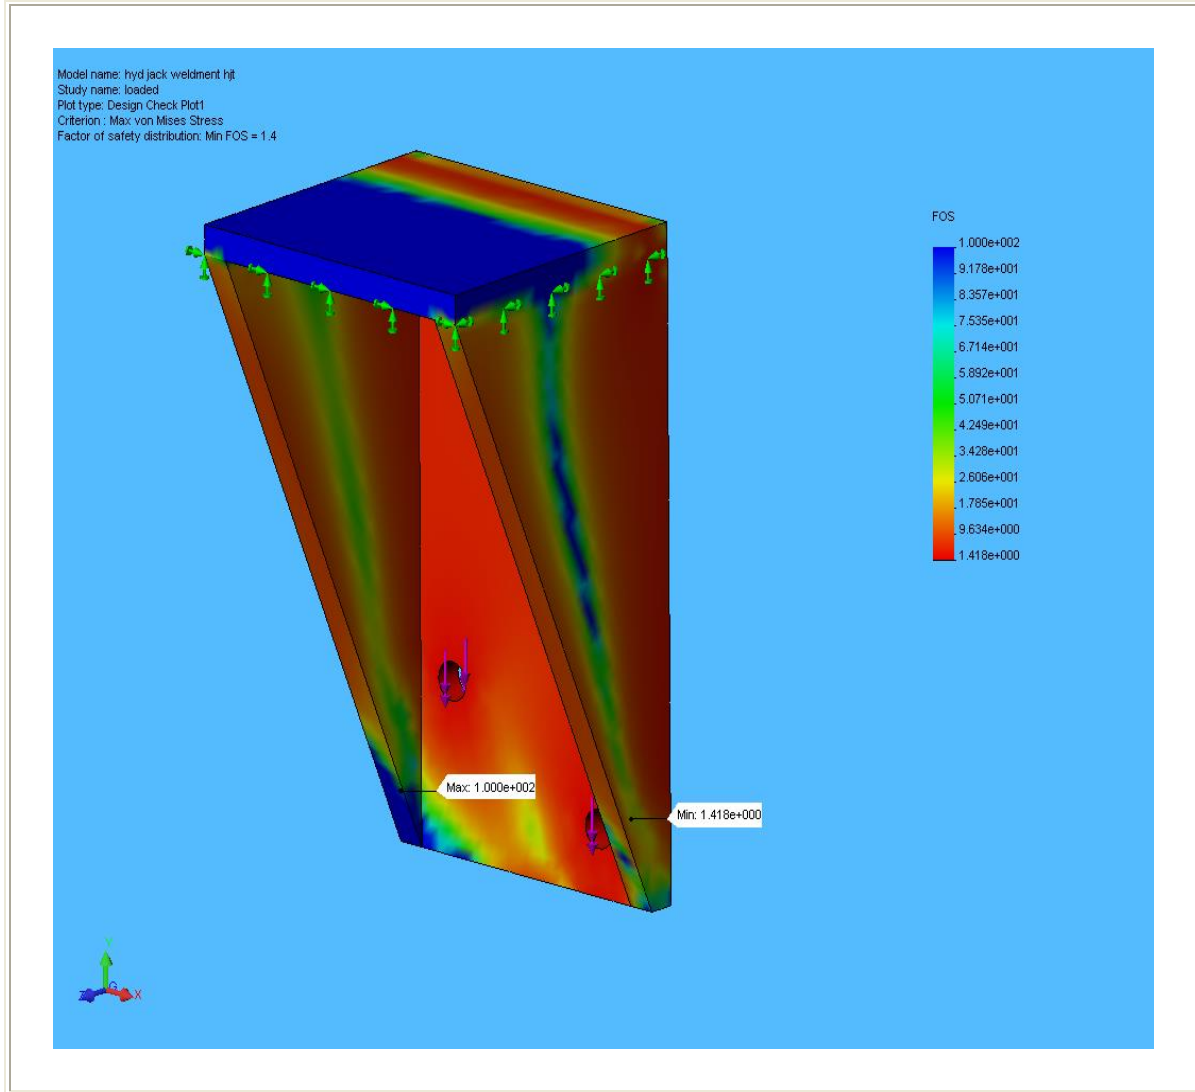 Model name: hyd jack weldment hjt
Study name: loaded
Plot type: Design Check Plot1
Criterion : Max von Mises Stress
Factor of safety distribution: Min FOS = 1.4
FOS
1.000e+002
9.178e+001
8.357e+001
7.535e+001
6.714e+001
5.892e+001
5.071e+001
4.249e+001
3.428e+001
2.606e+001
1.785e+001
9.634e+000
1.418e+000
Max: 1.000e+002
Min: 1.418e+000
Y
Z
X